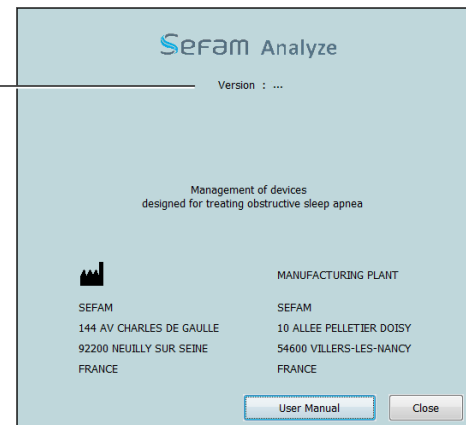 Sefam Analyze
Version : ...
Management of devices
designed for treating obstructive sleep apnea
SEFAM
144 AV CHARLES DE GAULLE
92200 NEUILLY SUR SEINE
FRANCE
MANUFACTURING PLANT
SEFAM
10 ALLEE PELLETIER DOISY
54600 VILLERS-LES-NANCY
FRANCE
User Manual
Close